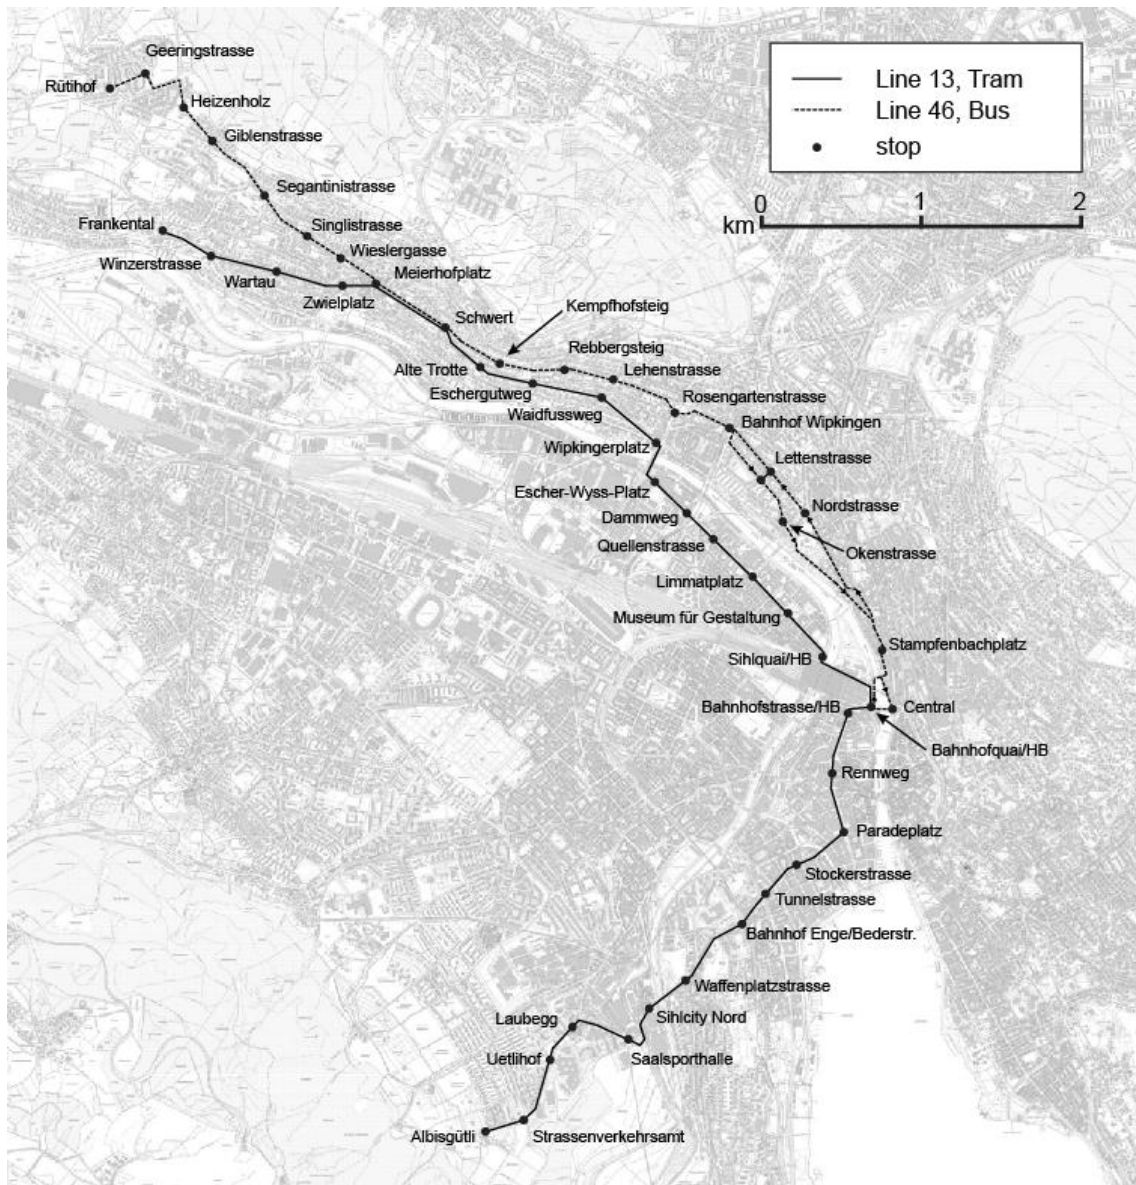 Geeringstrasse
Rütihof
Heizenholz
Giblenstrasse
Segantinistrasse
Frankental
Singlistrasse
Winzerstrasse
Wieslergasse
Wartau
Meierhofplatz
Zwielplatz
Schwert
Kempfhofsteig
Rebbergsteig
Alte Trotte
Lehenstrasse
Eschergutweg
Rosengartenstrasse
Waidfussweg
Bahnhof Wipkingen
Wipkingerplatz
Lettenstrasse
Escher-Wyss-Platz
Nordstrasse
Dammweg
Quellenstrasse
Okenstrasse
Limmatplatz
Museum für Gestaltung
Stampfenbachplatz
Sihlquai/HB
Bahnhofstrasse/HB
Central
Bahnhofquai/HB
Rennweg
Paradeplatz
Stockerstrasse
Tunnelstrasse
Bahnhof Enge/Bederstr.
Waffenplatzstrasse
Sihlcity Nord
Laubegg
Saalsporthalle
Uetlihof
Albisgütli
Strassenverkehrsamt
Line 13, Tram
Line 46, Bus
stop
0 1 2
km